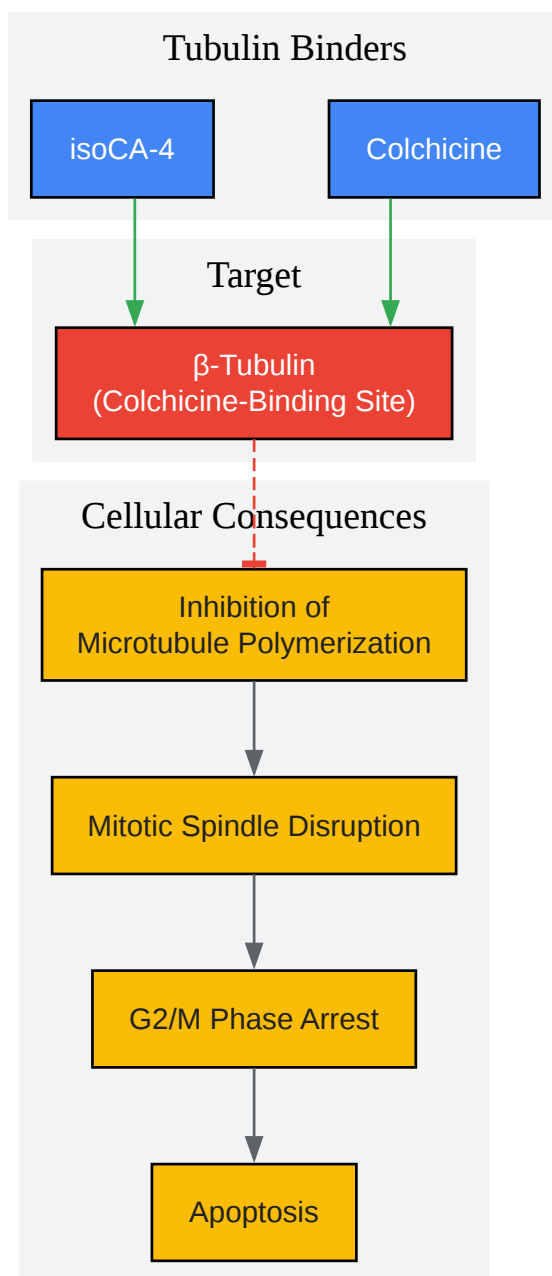 Tubulin Binders
isoCA-4
Colchicine
Target
β-Tubulin
(Colchicine-Binding Site)
Cellular Consequences
Inhibition of
Microtubule Polymerization
Mitotic Spindle Disruption
G2/M Phase Arrest
Apoptosis